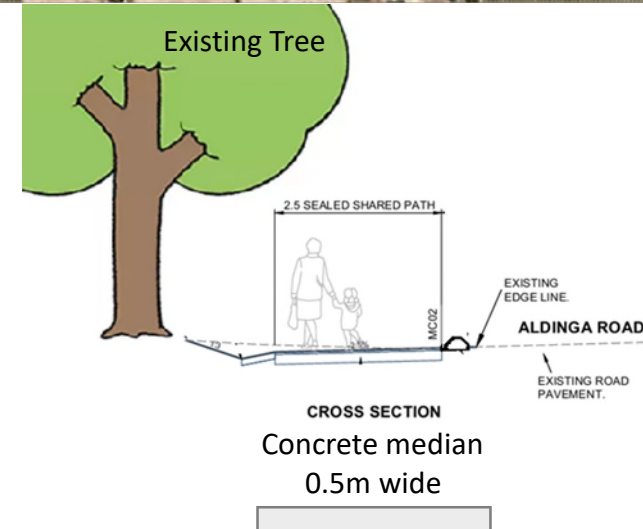 Existing Tree
2.5 SEALED SHARED PATH
EXISTING
EDGE LINE.
MC02
ALDINGA ROAD
EXISTING ROAD
PAVEMENT.
CROSS SECTION
Concrete median
0.5m wide